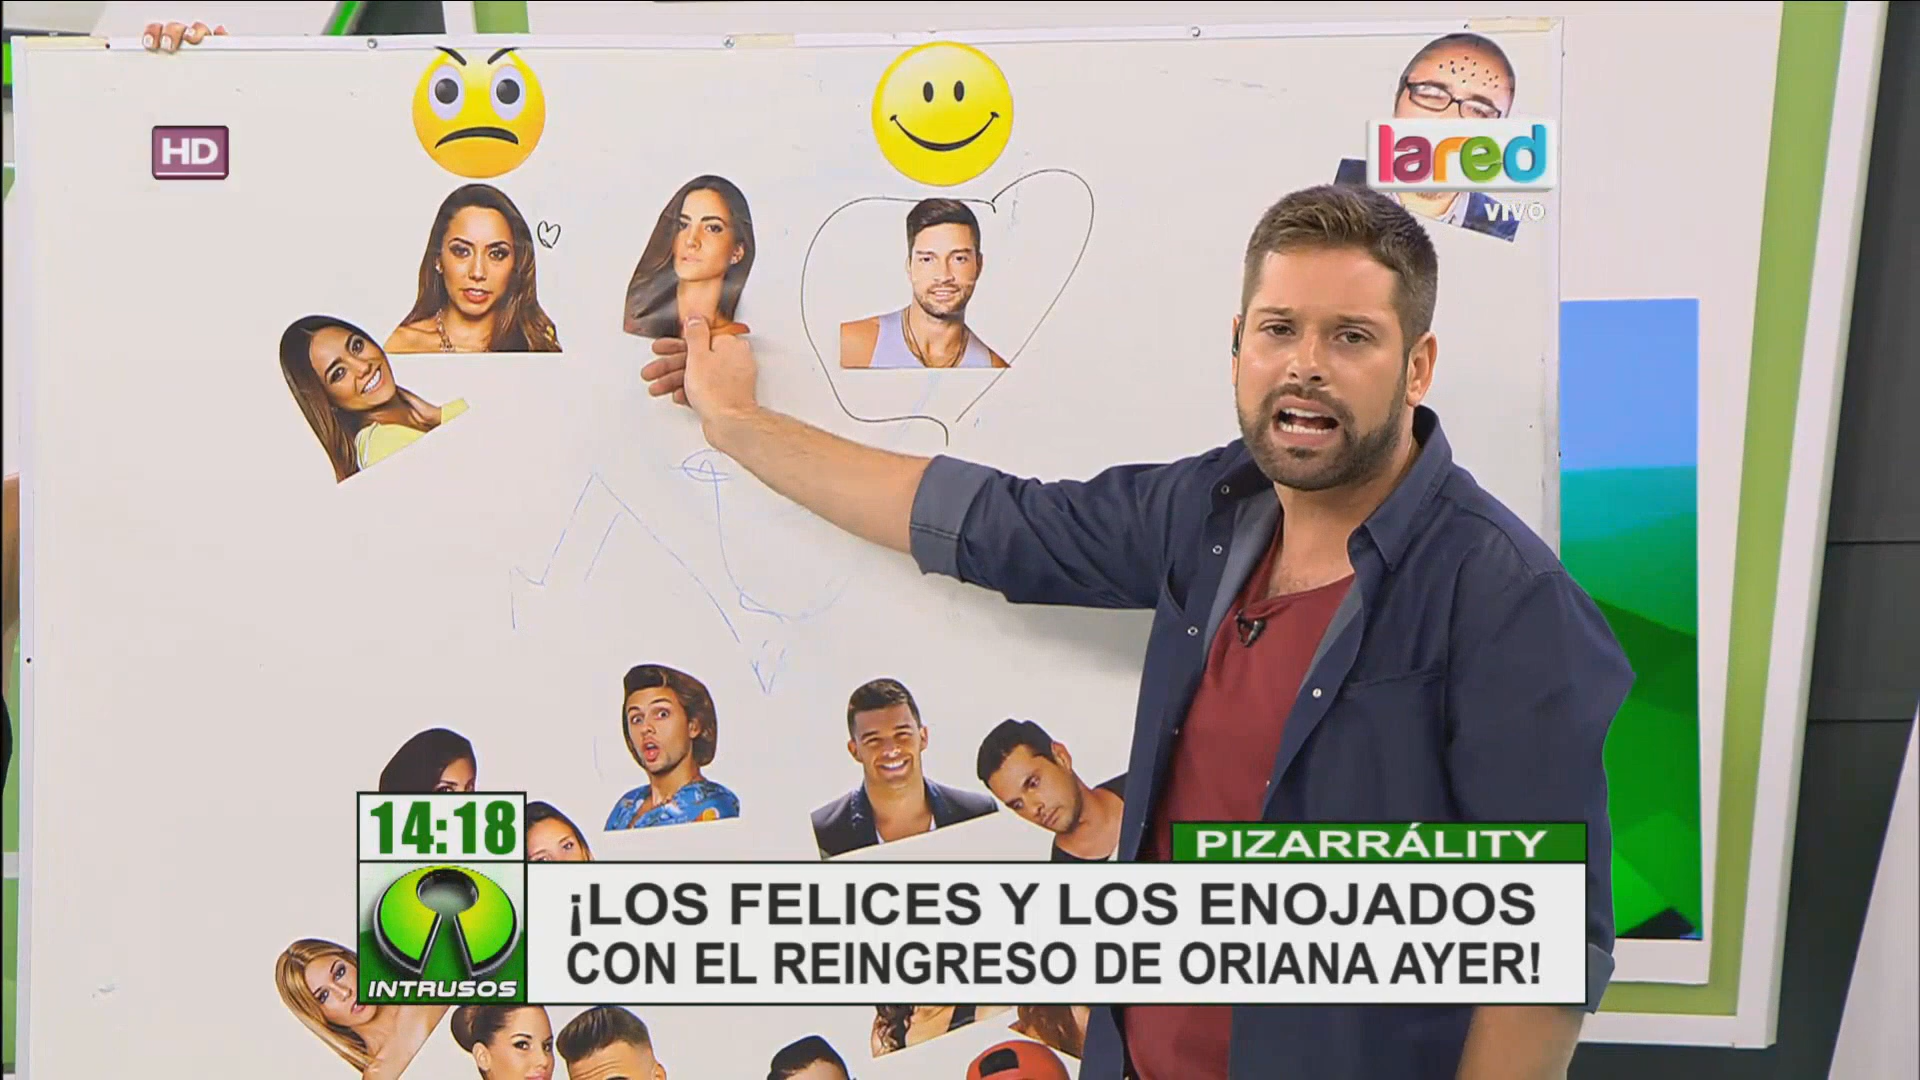 HD
lared
VIVO
14:18
PIZARRÁLITY
¡LOS FELICES Y LOS ENOJADOS
CON EL REINGRESO DE ORIANA AYER!
INTRUSOS